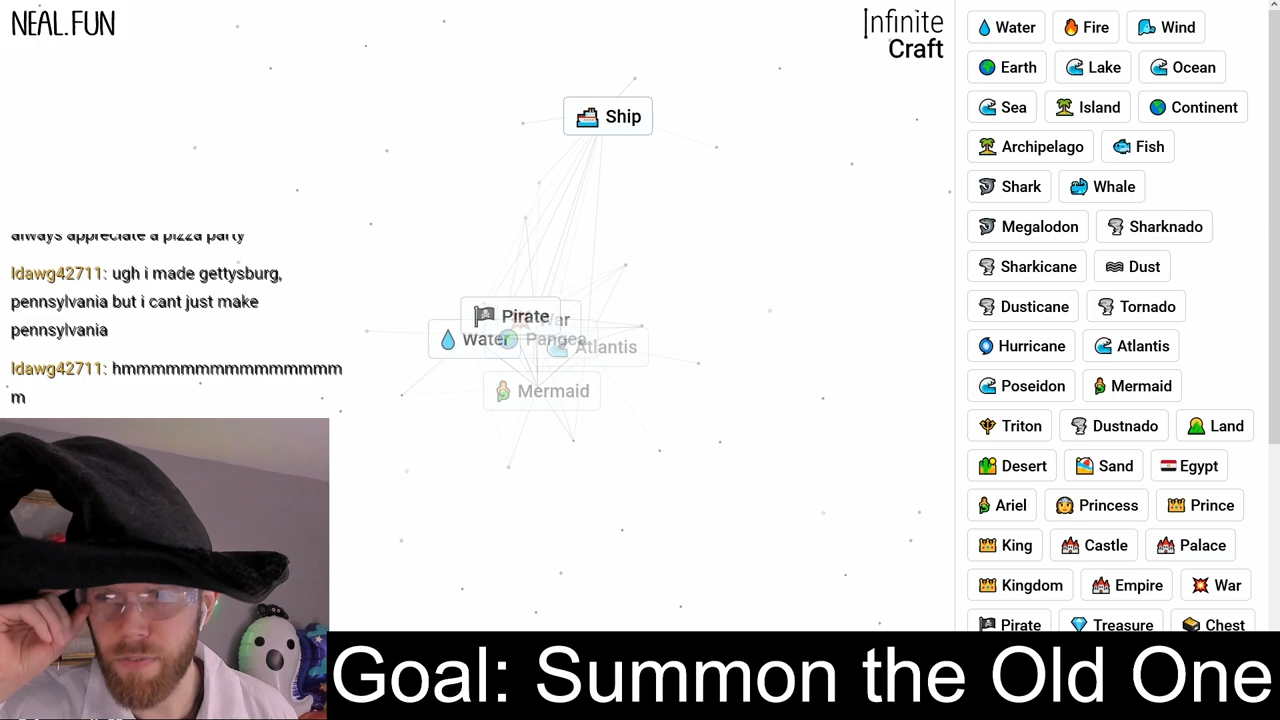 NEAL.FUN
Infinite
Craft
Ship
always appreciate a pizza party
ldawg42711: ugh i made gettysburg,
pennsylvania but i cant just make
pennsylvania
ldawg42711: hmmmmmmmmmmmmmmmm
m
Pirate
War
Water
Pangea
Atlantis
Mermaid
Water Fire Wind
Earth Lake Ocean
Sea Island Continent
Archipelago Fish
Shark Whale
Megalodon Sharknado
Sharkicane Dust
Dusticane Tornado
Hurricane Atlantis
Poseidon Mermaid
Triton Dustnado Land
Desert Sand Egypt
Ariel Princess Prince
King Castle Palace
Kingdom Empire War
Pirate Treasure Chest
Goal: Summon the Old One